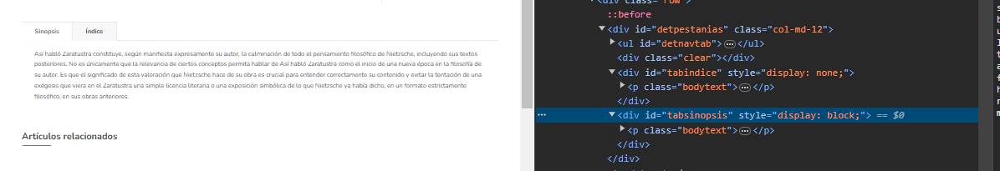 Sinopsis Índice
Así habló Zaratustra constituye, según manifiesta expresamente su autor, la culminación de todo el pensamiento filosófico de Nietzsche, incluyendo sus textos
posteriores. No es únicamente que la relevancia de ciertos conceptos permita hablar de Así habló Zaratustra como el inicio de una nueva época en la filosofía de
su autor. Es que el significado de esta valoración que Nietzsche hace de su obra es crucial para entender correctamente su contenido y evitar la tentación de una
exégesis que viera en el Zaratustra una simple licencia literaria o una exposición simbólica de lo que Nietzsche ya había dicho, en un formato estrictamente
filosófico, en sus obras anteriores.
Artículos relacionados
<div class="row">
::before
<div id="detpestanias" class="col-md-12">
<ul id="detnavtab">…</ul>
<div class="clear"></div>
<div id="tabindice" style="display: none;">
<p class="bodytext">…</p>
</div>
<div id="tabsinopsis" style="display: block;"> == $0
<p class="bodytext">…</p>
</div>
</div>